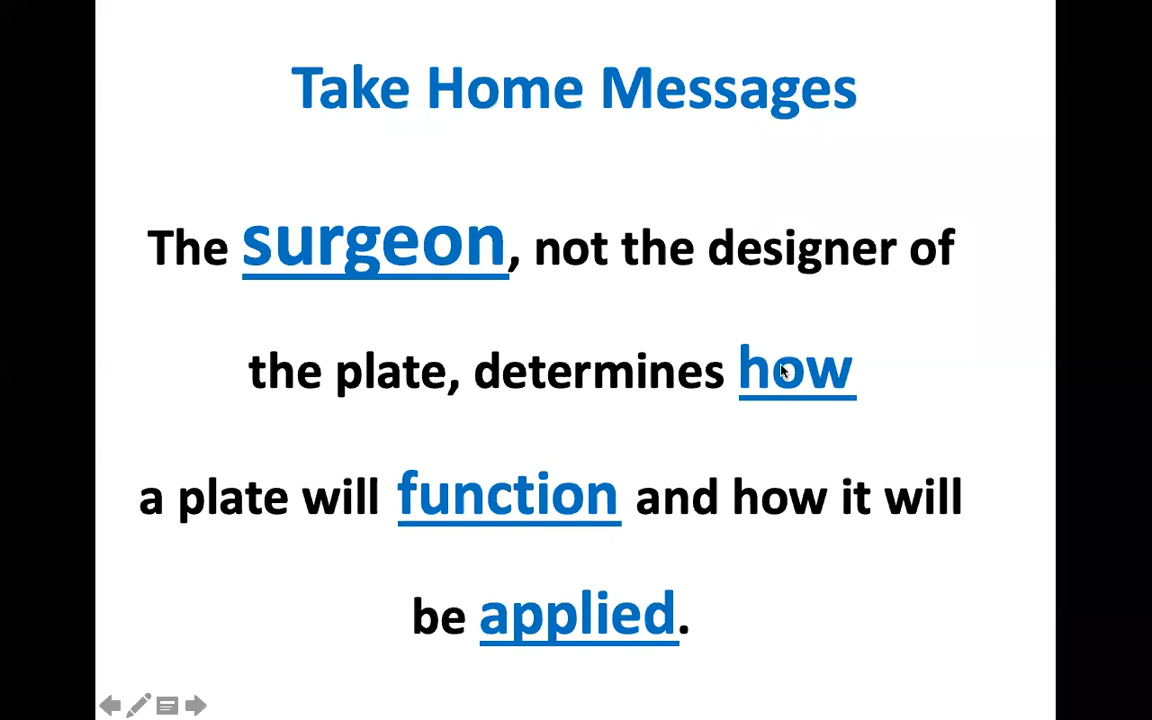 Take Home Messages
The surgeon, not the designer of
the plate, determines how
a plate will function and how it will
be applied.